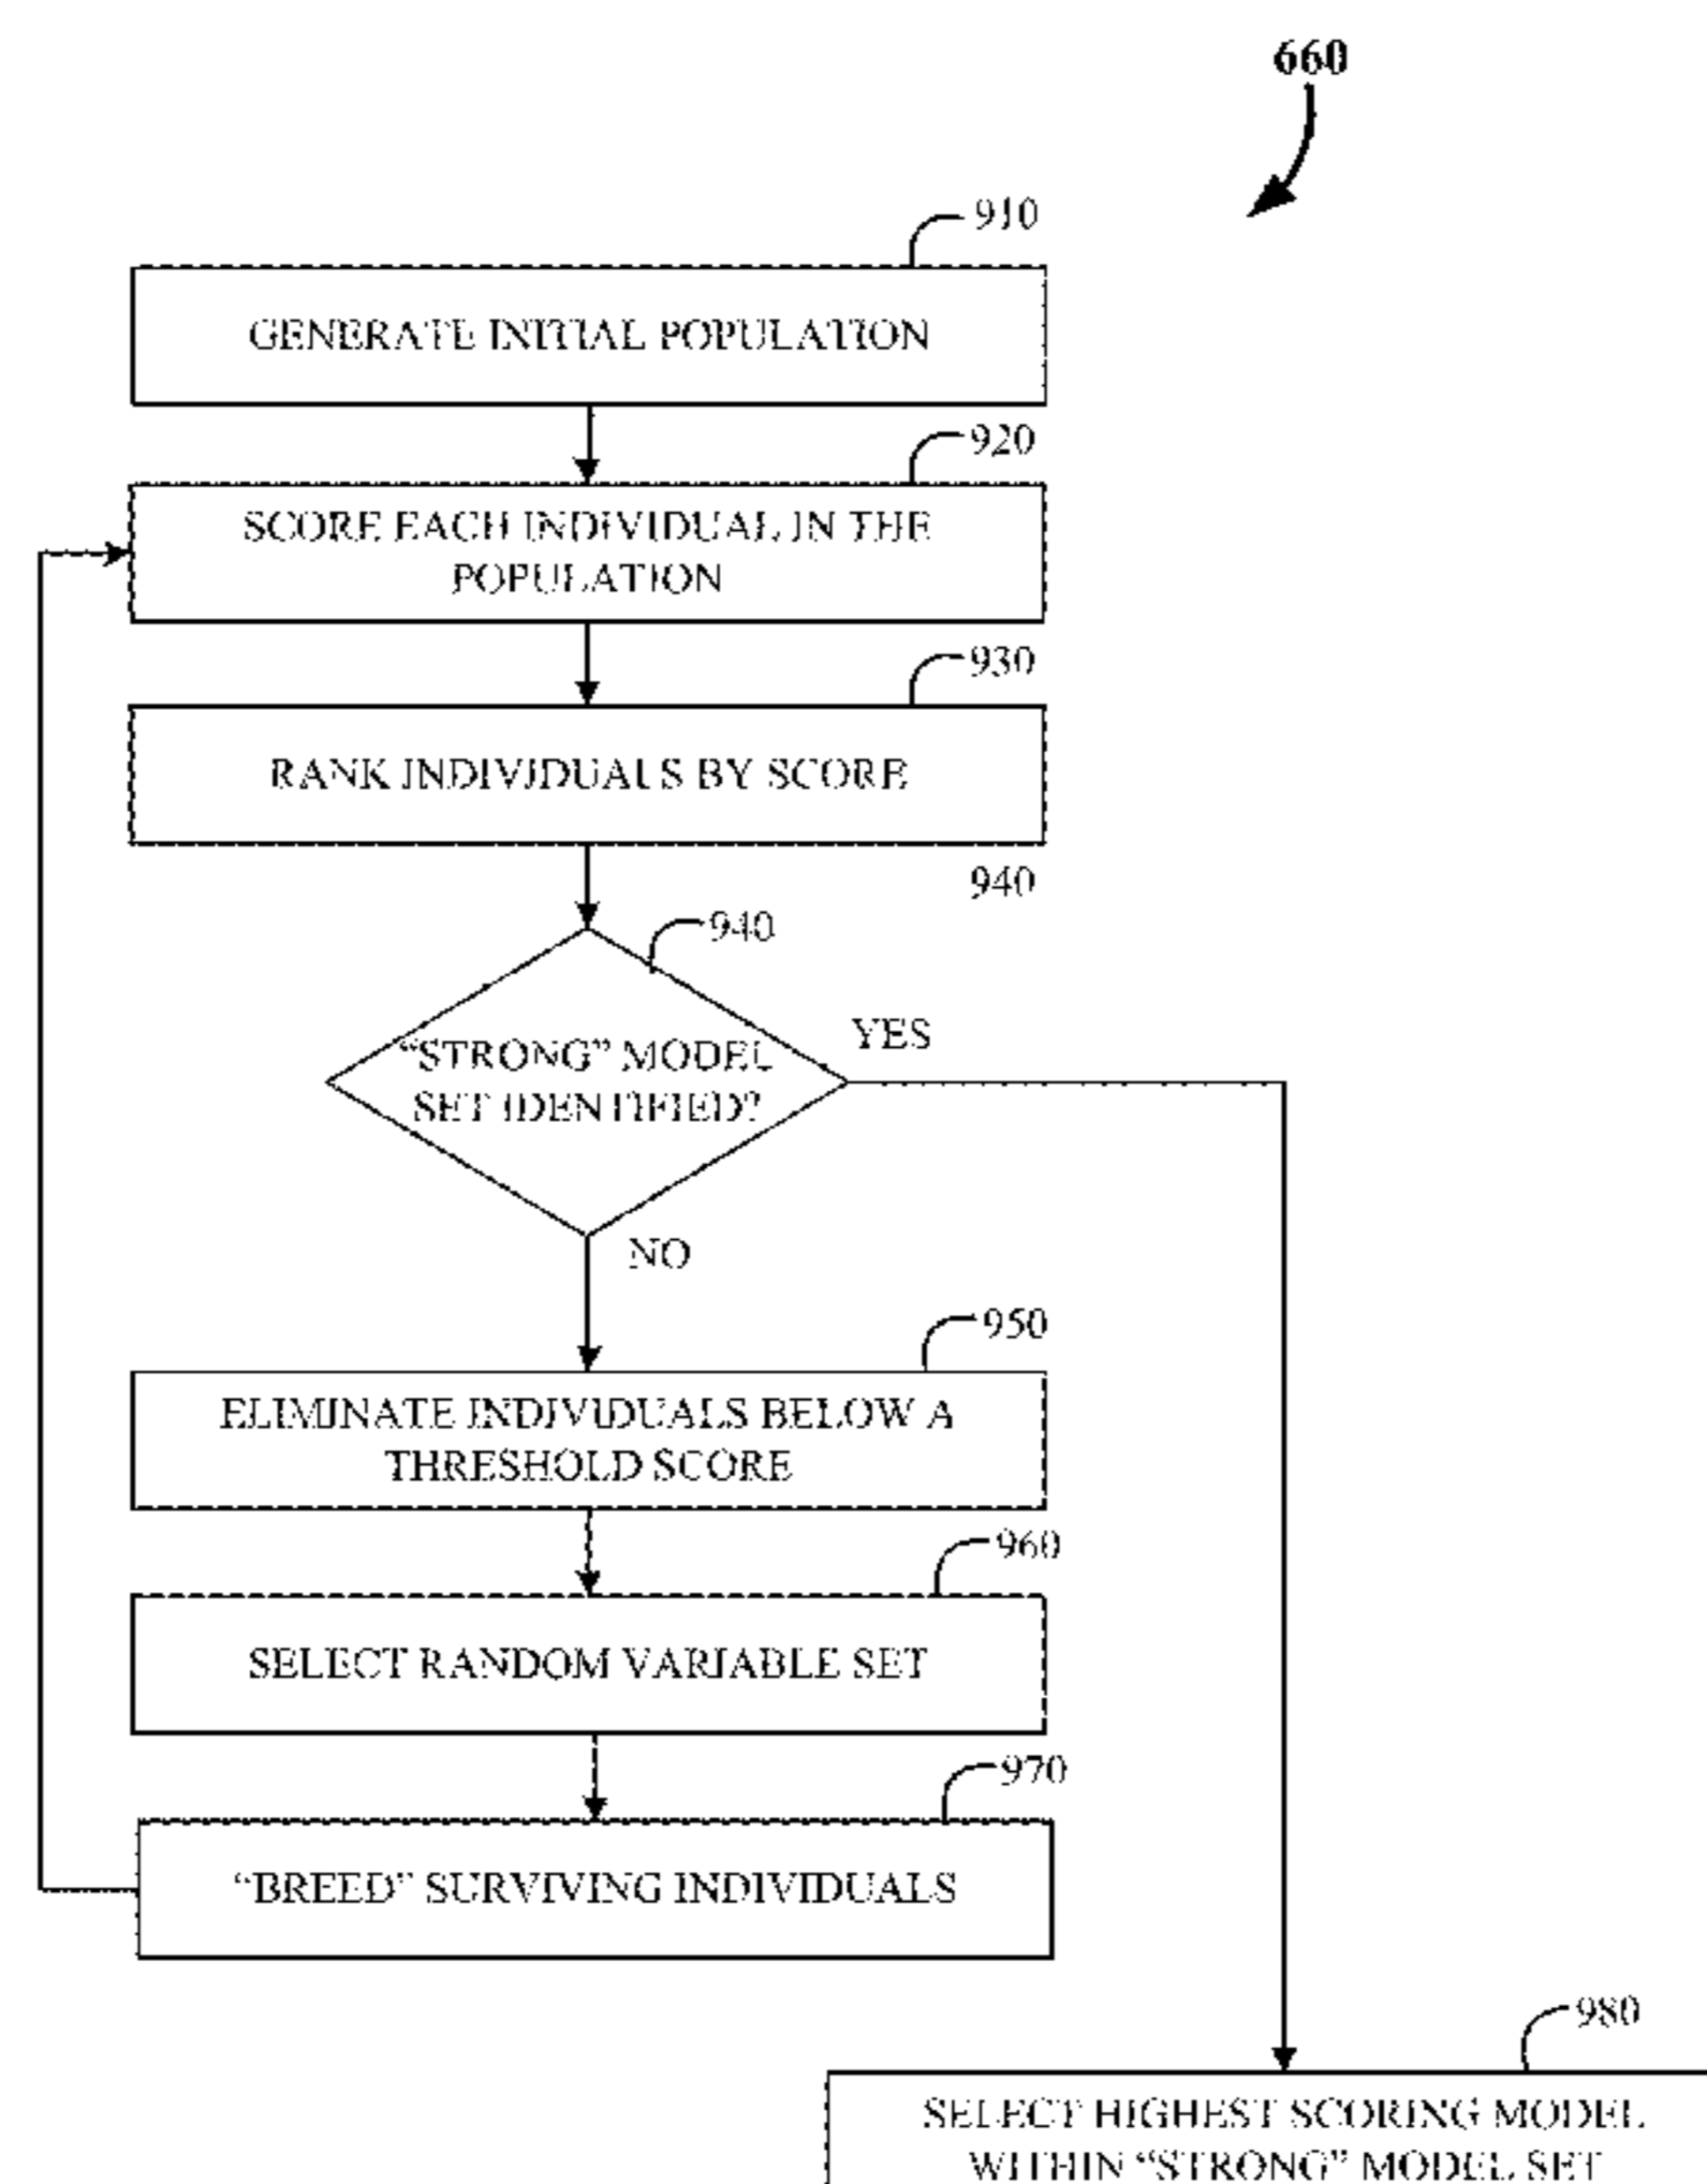 660
910
GENERATE INITIAL POPULATION
920
SCORE EACH INDIVIDUAL IN THE
POPULATION
930
RANK INDIVIDUALS BY SCORE
940
940
"STRONG" MODEL
SET IDENTIFIED?
YES
NO
950
ELIMINATE INDIVIDUALS BELOW A
THRESHOLD SCORE
960
SELECT RANDOM VARIABLE SET
970
"BREED" SURVIVING INDIVIDUALS
980
SELECT HIGHEST SCORING MODEL
WITHIN "STRONG" MODEL SET